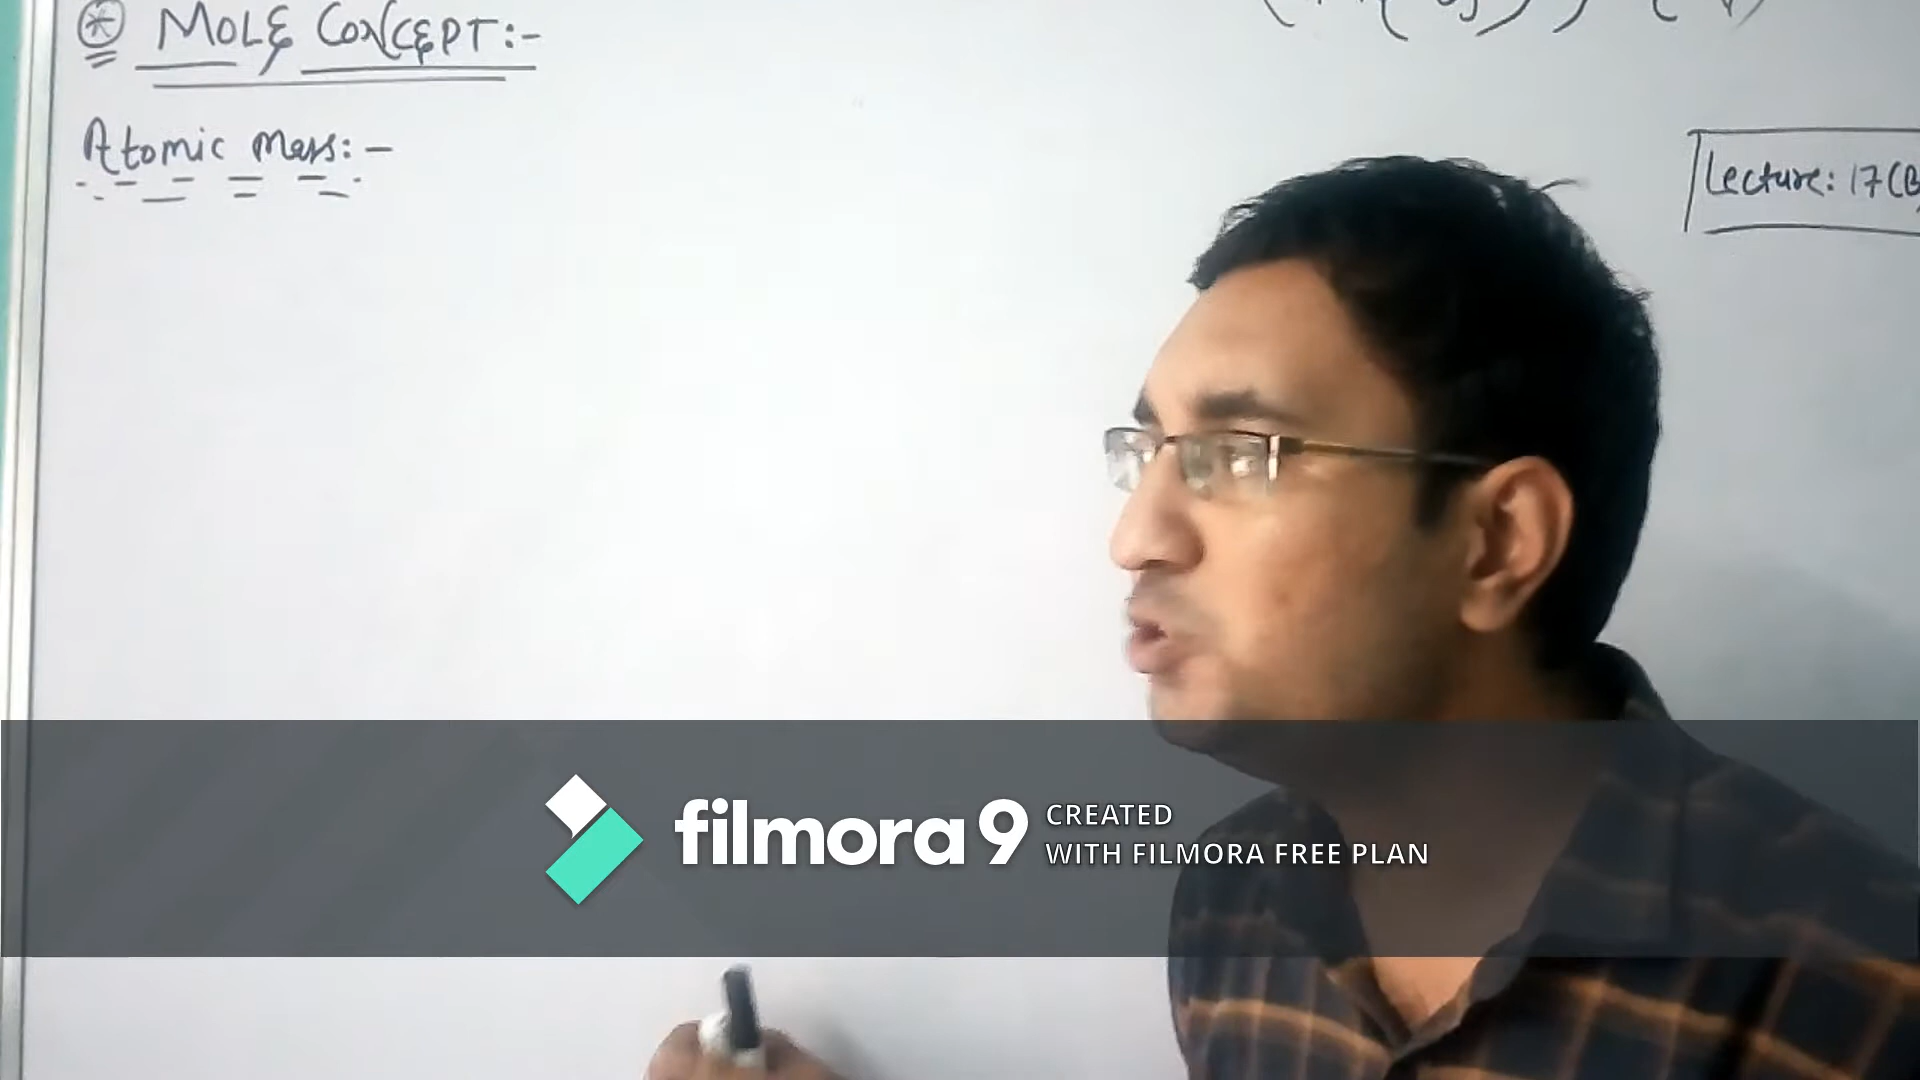 MOLE CONCEPT:-
Atomic Mass:-
Lecture: 17(B
filmora 9
CREATED
WITH FILMORA FREE PLAN